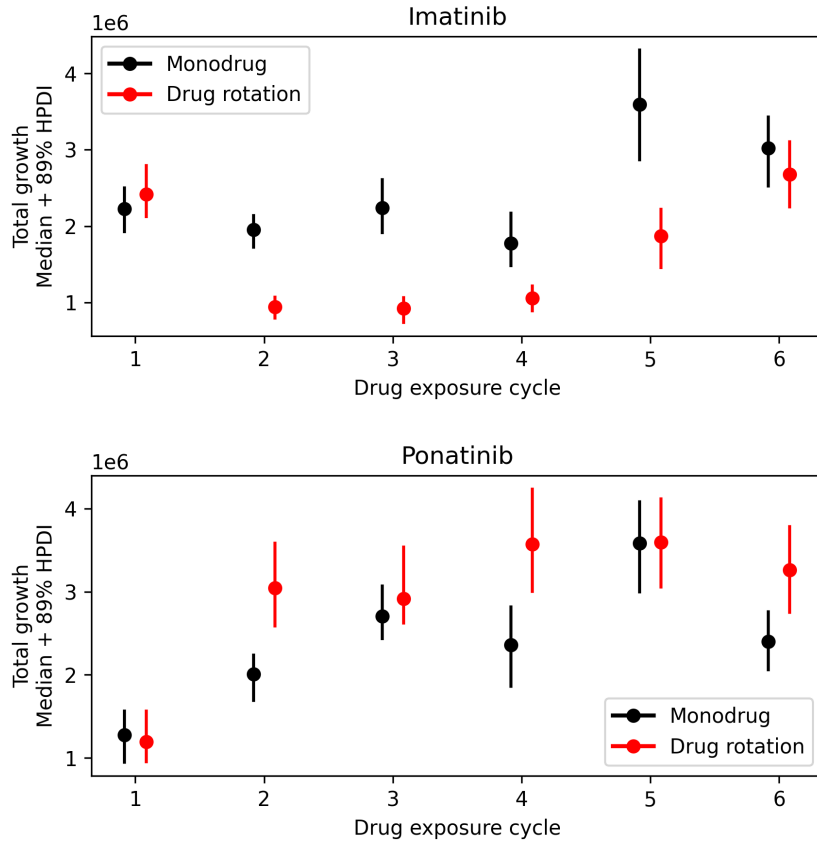 Imatinib
1e6
Monodrug
Drug rotation
4
3
2
1
Total growth
Median + 89% HPDI
1 2 3 4 5 6
Drug exposure cycle
Ponatinib
1e6
4
3
2
1
Total growth
Median + 89% HPDI
Monodrug
Drug rotation
1 2 3 4 5 6
Drug exposure cycle